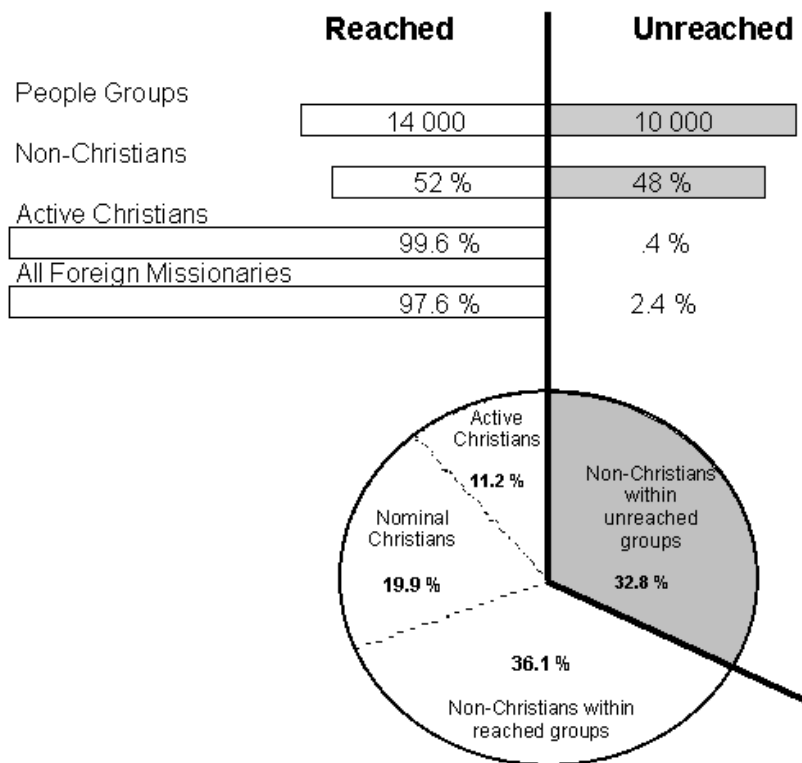 Reached Unreached
People Groups
14 000 10 000
Non-Christians
52 % 48 %
Active Christians
99.6 % .4 %
All Foreign Missionaries
97.6 % 2.4 %
Active
Christians
11.2 %
Non-Christians
within
unreached
groups
32.8 %
Nominal
Christians
19.9 %
36.1 %
Non-Christians within
reached groups